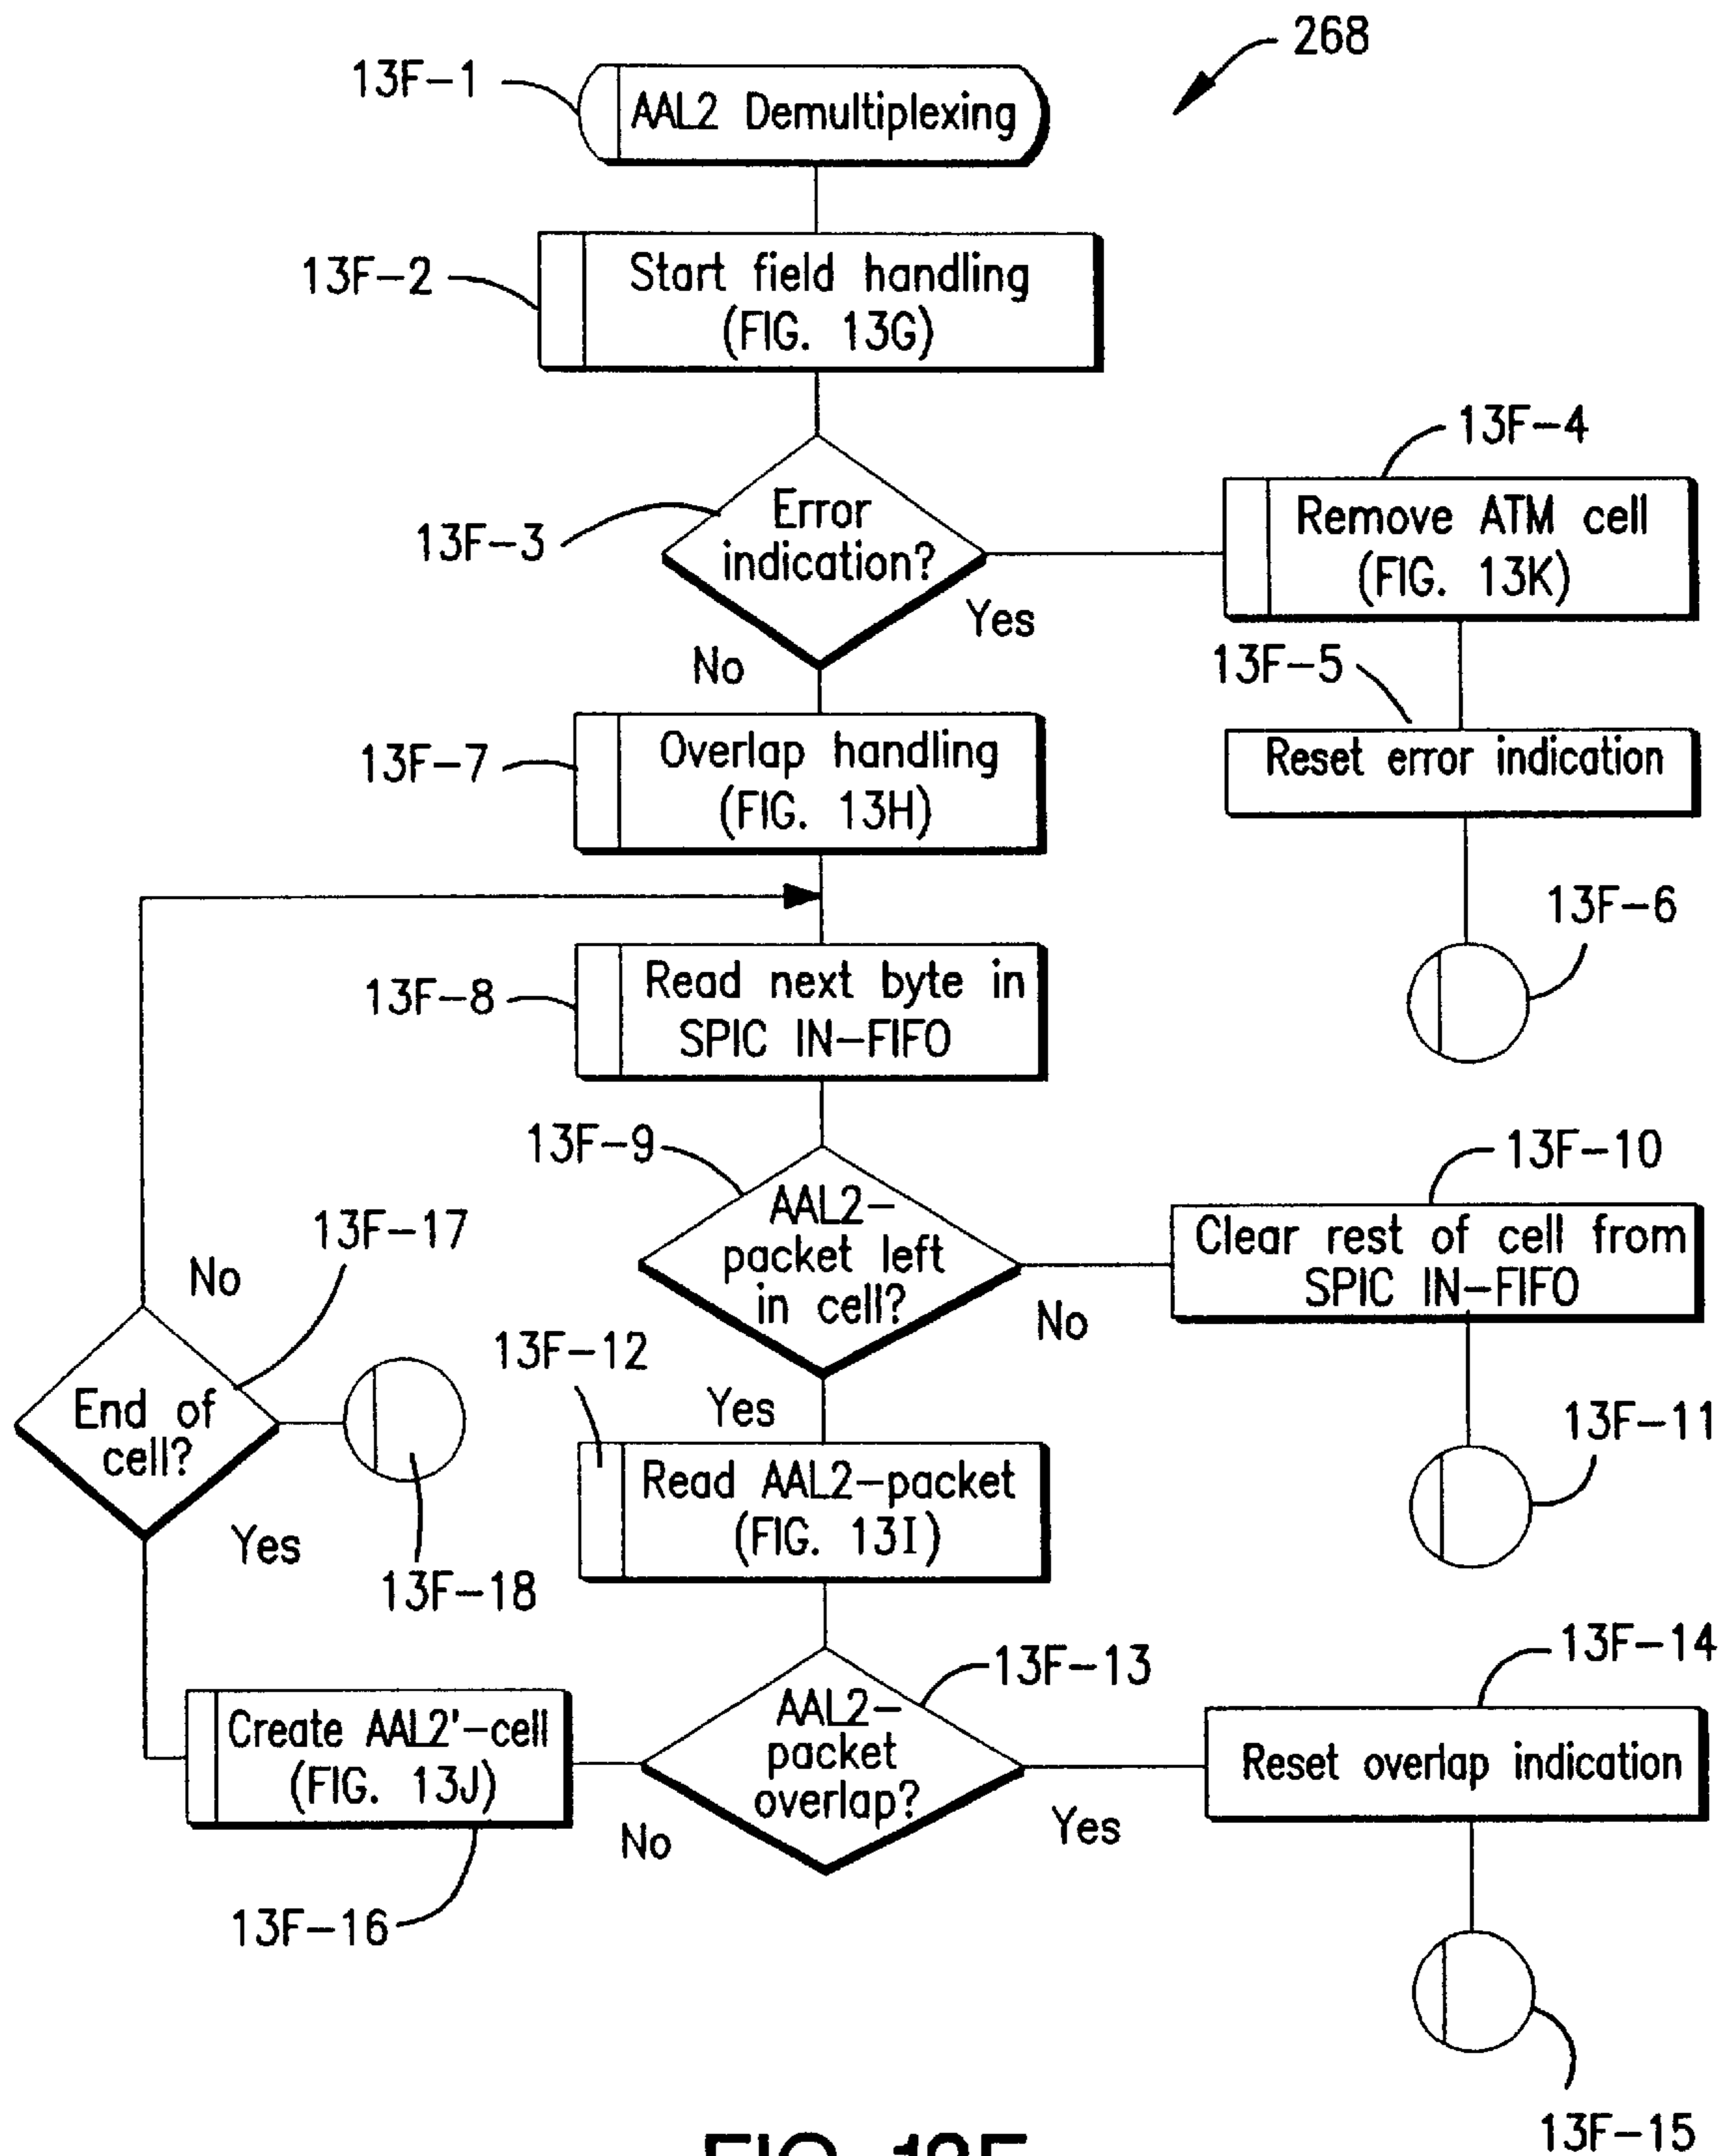 268
13F-1
AAL2 Demultiplexing
13F-2
Start field handling
(FIG. 13G)
13F-3
Error
indication?
Yes
No
13F-4
Remove ATM cell
(FIG. 13K)
13F-5
Reset error indication
13F-6
13F-7
Overlap handling
(FIG. 13H)
13F-8
Read next byte in
SPIC IN-FIFO
13F-9
AAL2-
packet left
in cell?
No
Yes
13F-10
Clear rest of cell from
SPIC IN-FIFO
13F-11
13F-12
Read AAL2-packet
(FIG. 13I)
13F-13
AAL2-
packet
overlap?
Yes
No
13F-14
Reset overlap indication
13F-15
Create AAL2'-cell
(FIG. 13J)
13F-16
13F-17
No
End of
cell?
Yes
13F-18
FIG. 13F